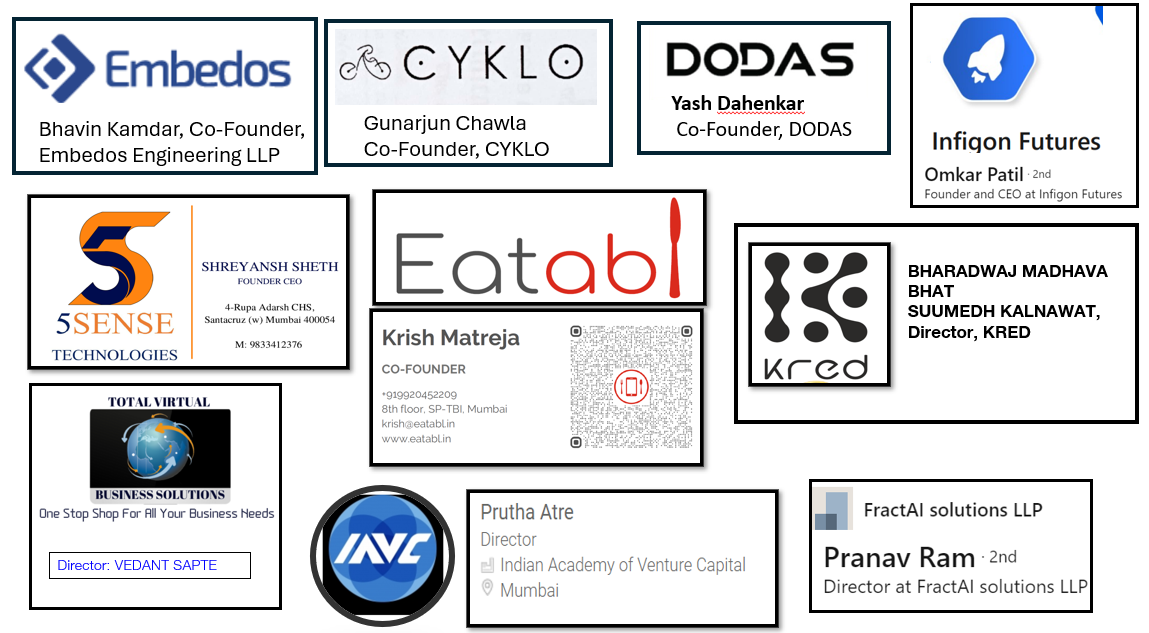 Embedos
Bhavin Kamdar, Co-Founder,
Embedos Engineering LLP
CYKLO
Gunarjun Chawla
Co-Founder, CYKLO
DODAS
Yash Dahenkar
Co-Founder, DODAS
Infigon Futures
Omkar Patil · 2nd
Founder and CEO at Infigon Futures
5SENSE
TECHNOLOGIES
SHREYANSH SHETH
FOUNDER CEO
4-Rupa Adarsh CHS,
Santacruz (w) Mumbai 400054
M: 9833412376
Eatabl
Krish Matreja
CO-FOUNDER
+919920452209
8th floor, SP-TBI, Mumbai
krish@eatabl.in
www.eatabl.in
kred
BHARADWAJ MADHAVA
BHAT
SUUMEDH KALNAWAT,
Director, KRED
TOTAL VIRTUAL
BUSINESS SOLUTIONS
One Stop Shop For All Your Business Needs
Director: VEDANT SAPTE
IAVC
Prutha Atre
Director
Indian Academy of Venture Capital
Mumbai
FractAI solutions LLP
Pranav Ram · 2nd
Director at FractAI solutions LLP